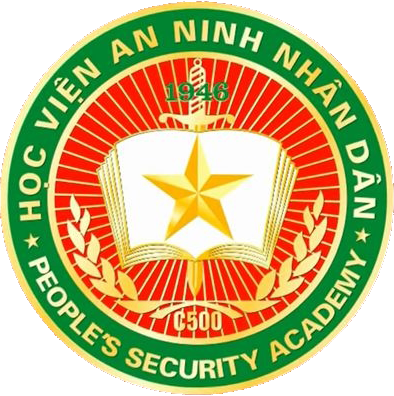 HỌC VIỆN AN NINH NHÂN DÂN
1946
C500
PEOPLE'S SECURITY ACADEMY